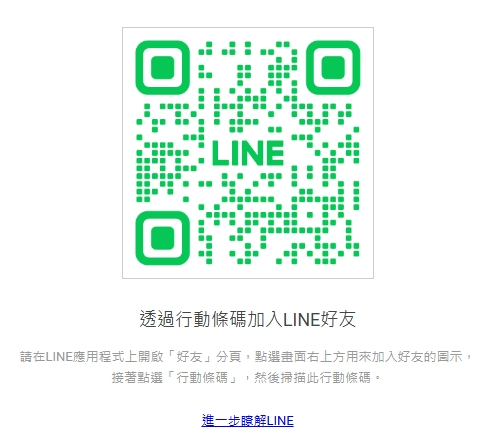 LINE
透過行動條碼加入LINE好友
請在LINE應用程式上開啟「好友」分頁，點選畫面右上方用來加入好友的圖示，
接著點選「行動條碼」，然後掃描此行動條碼。
進一步瞭解LINE